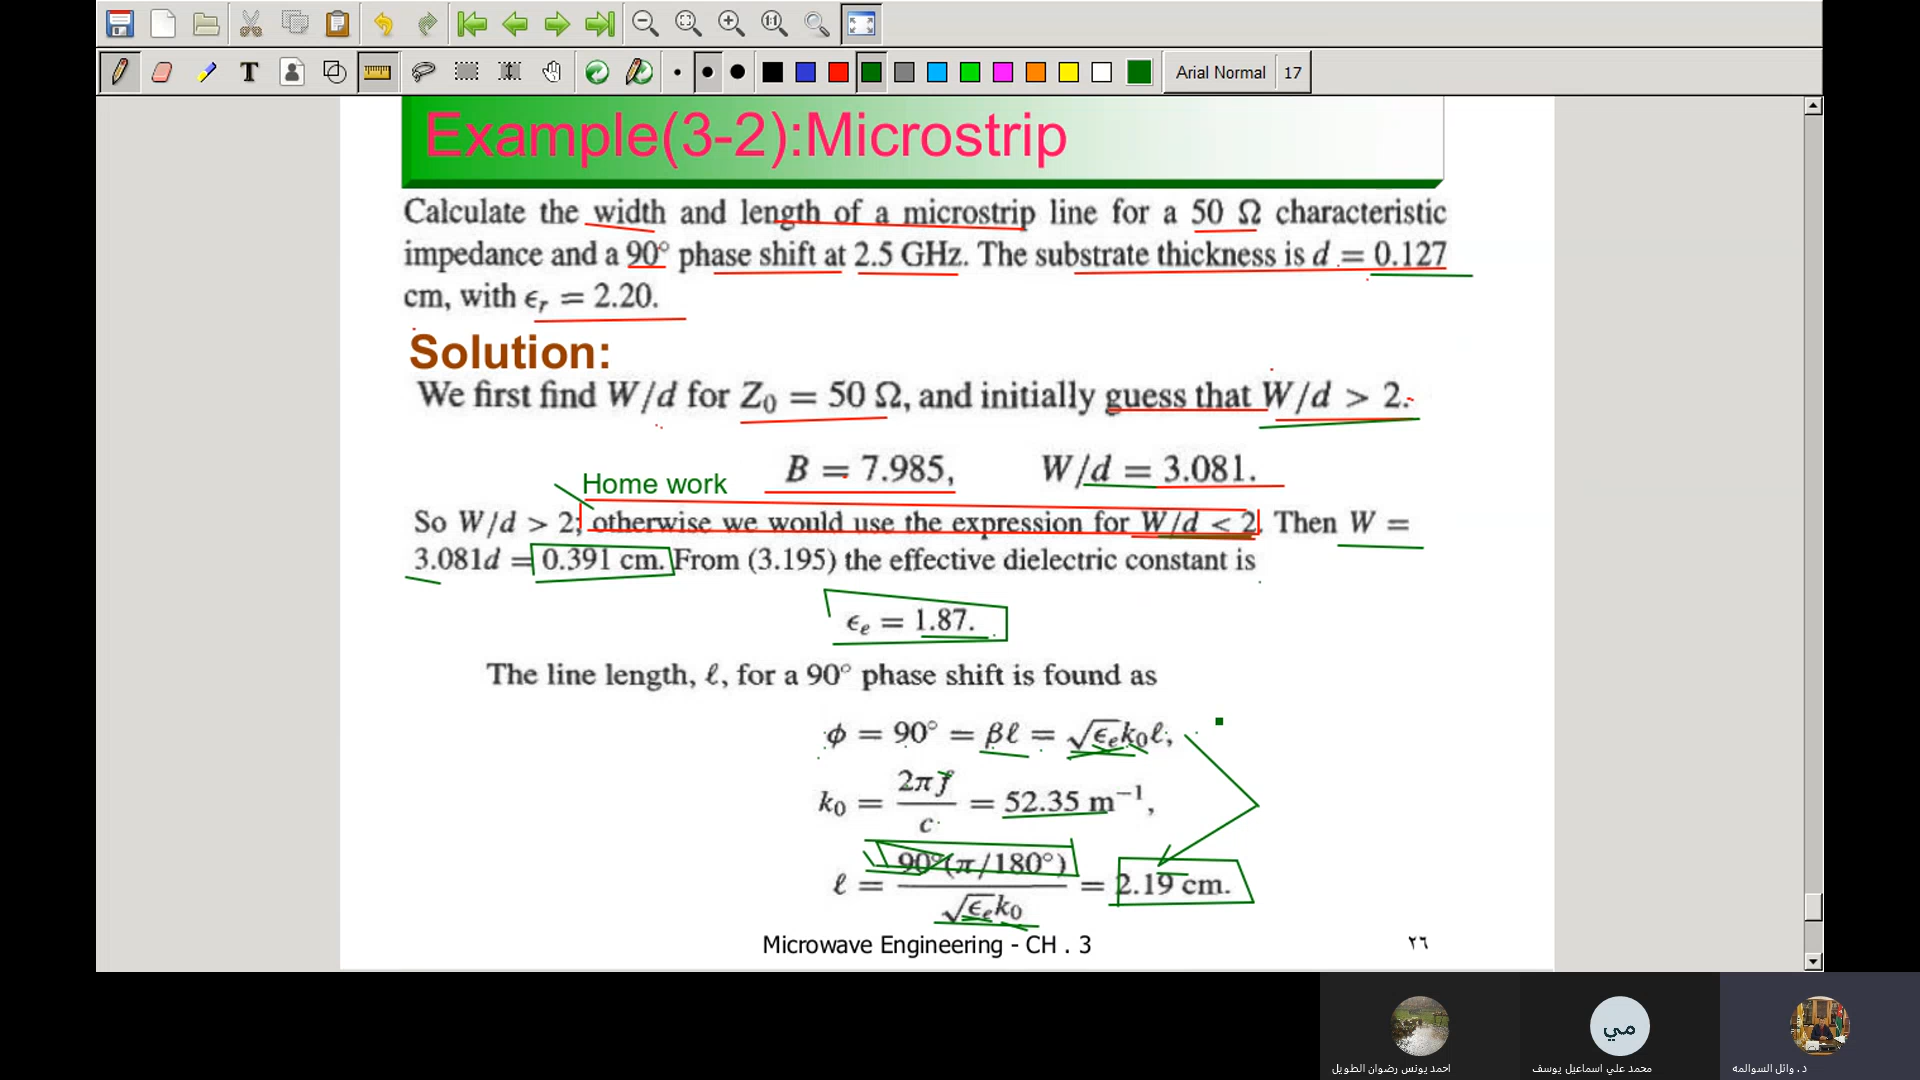 T
Arial Normal 17
Example(3-2):Microstrip
Calculate the width and length of a microstrip line for a 50 Ω characteristic
impedance and a 90° phase shift at 2.5 GHz. The substrate thickness is d = 0.127
cm, with ϵr = 2.20.
Solution:
We first find W/d for Z0 = 50 Ω, and initially guess that W/d > 2.
B = 7.985, W/d = 3.081.
Home work
So W/d > 2; otherwise we would use the expression for W/d < 2. Then W =
3.081d = 0.391 cm. From (3.195) the effective dielectric constant is
ϵe = 1.87.
The line length, ℓ, for a 90° phase shift is found as
ϕ = 90° = βℓ = √ϵe k0ℓ,
k0 = 2πf / c = 52.35 m⁻¹,
ℓ = 90°(π/180°) / √ϵe k0 = 2.19 cm.
Microwave Engineering - CH . 3 ٢٦
احمد يونس رضوان الطويل
مي
محمد علي اسماعيل يوسف
د. وائل السوالمه